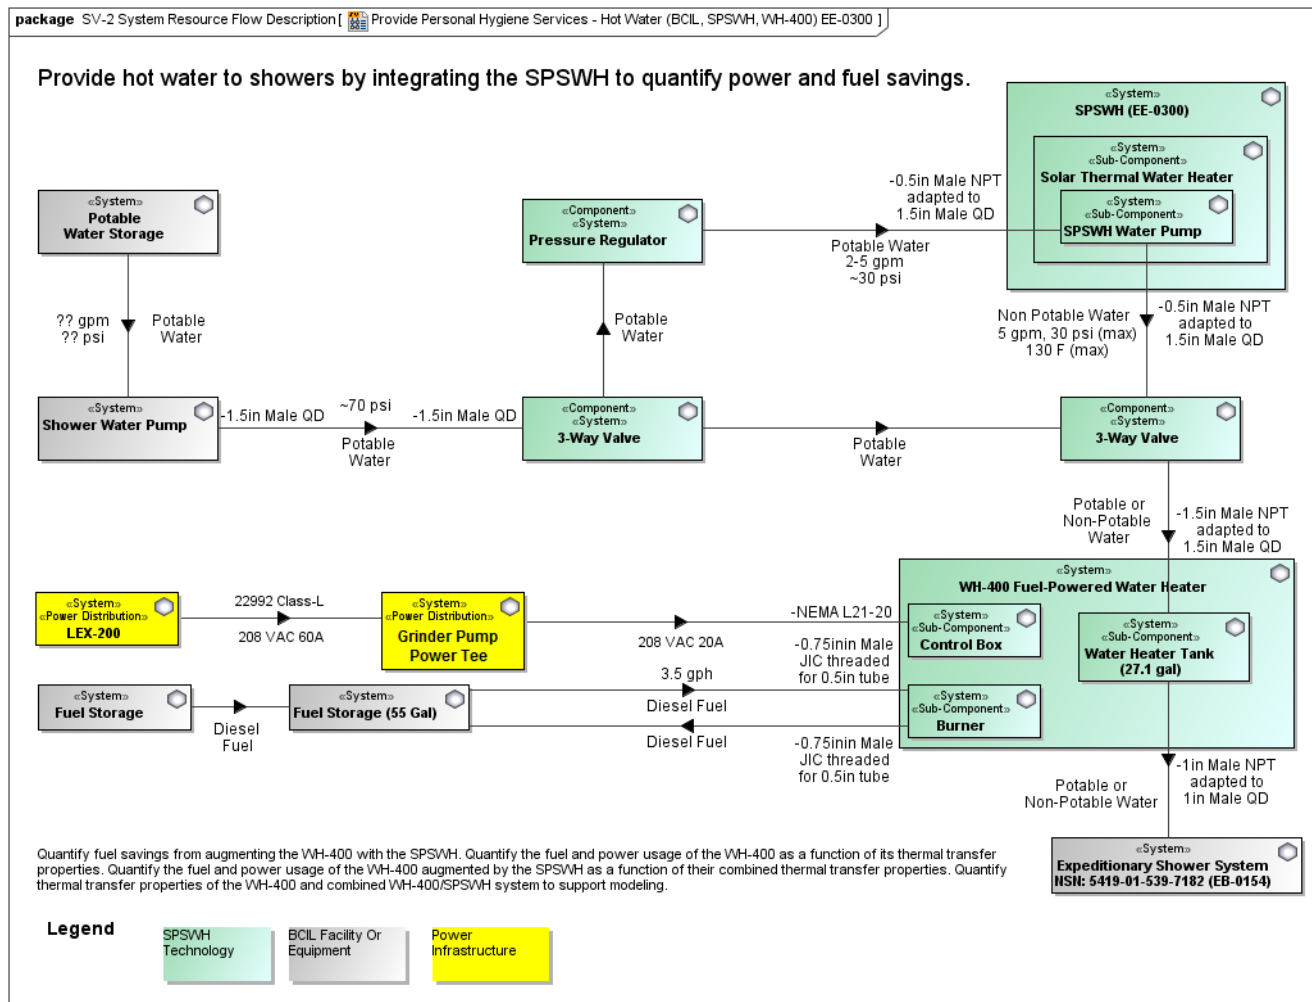 package SV-2 System Resource Flow Description [ Provide Personal Hygiene Services - Hot Water (BCIL, SPSWH, WH-400) EE-0300 ]
Provide hot water to showers by integrating the SPSWH to quantify power and fuel savings.
«System»
SPSWH (EE-0300)
«System»
«Sub-Component»
Solar Thermal Water Heater
«System»
«Sub-Component»
SPSWH Water Pump
«System»
Potable
Water Storage
«Component»
«System»
Pressure Regulator
-0.5in Male NPT
adapted to
1.5in Male QD
Potable Water
2-5 gpm
~30 psi
?? gpm
?? psi
Potable
Water
Potable
Water
Non Potable Water
5 gpm, 30 psi (max)
130 F (max)
-0.5in Male NPT
adapted to
1.5in Male QD
«System»
Shower Water Pump
-1.5in Male QD
~70 psi
Potable
Water
-1.5in Male QD
«Component»
«System»
3-Way Valve
Potable
Water
«Component»
«System»
3-Way Valve
Potable or
Non-Potable
Water
-1.5in Male NPT
adapted to
1.5in Male QD
«System»
WH-400 Fuel-Powered Water Heater
«System»
«Power Distribution»
LEX-200
22992 Class-L
208 VAC 60A
«System»
«Power Distribution»
Grinder Pump
Power Tee
208 VAC 20A
-NEMA L21-20
«System»
«Sub-Component»
Control Box
«System»
«Sub-Component»
Water Heater Tank
(27.1 gal)
-0.75inin Male
JIC threaded
for 0.5in tube
«System»
Fuel Storage
Diesel
Fuel
«System»
Fuel Storage (55 Gal)
3.5 gph
Diesel Fuel
Diesel Fuel
«System»
«Sub-Component»
Burner
-0.75inin Male
JIC threaded
for 0.5in tube
Potable or
Non-Potable Water
-1in Male NPT
adapted to
1in Male QD
«System»
Expeditionary Shower System
NSN: 5419-01-539-7182 (EB-0154)
Quantify fuel savings from augmenting the WH-400 with the SPSWH. Quantify the fuel and power usage of the WH-400 as a function of its thermal transfer
properties. Quantify the fuel and power usage of the WH-400 augmented by the SPSWH as a function of their combined thermal transfer properties. Quantify
thermal transfer properties of the WH-400 and combined WH-400/SPSWH system to support modeling.
Legend
SPSWH
Technology
BCIL Facility Or
Equipment
Power
Infrastructure